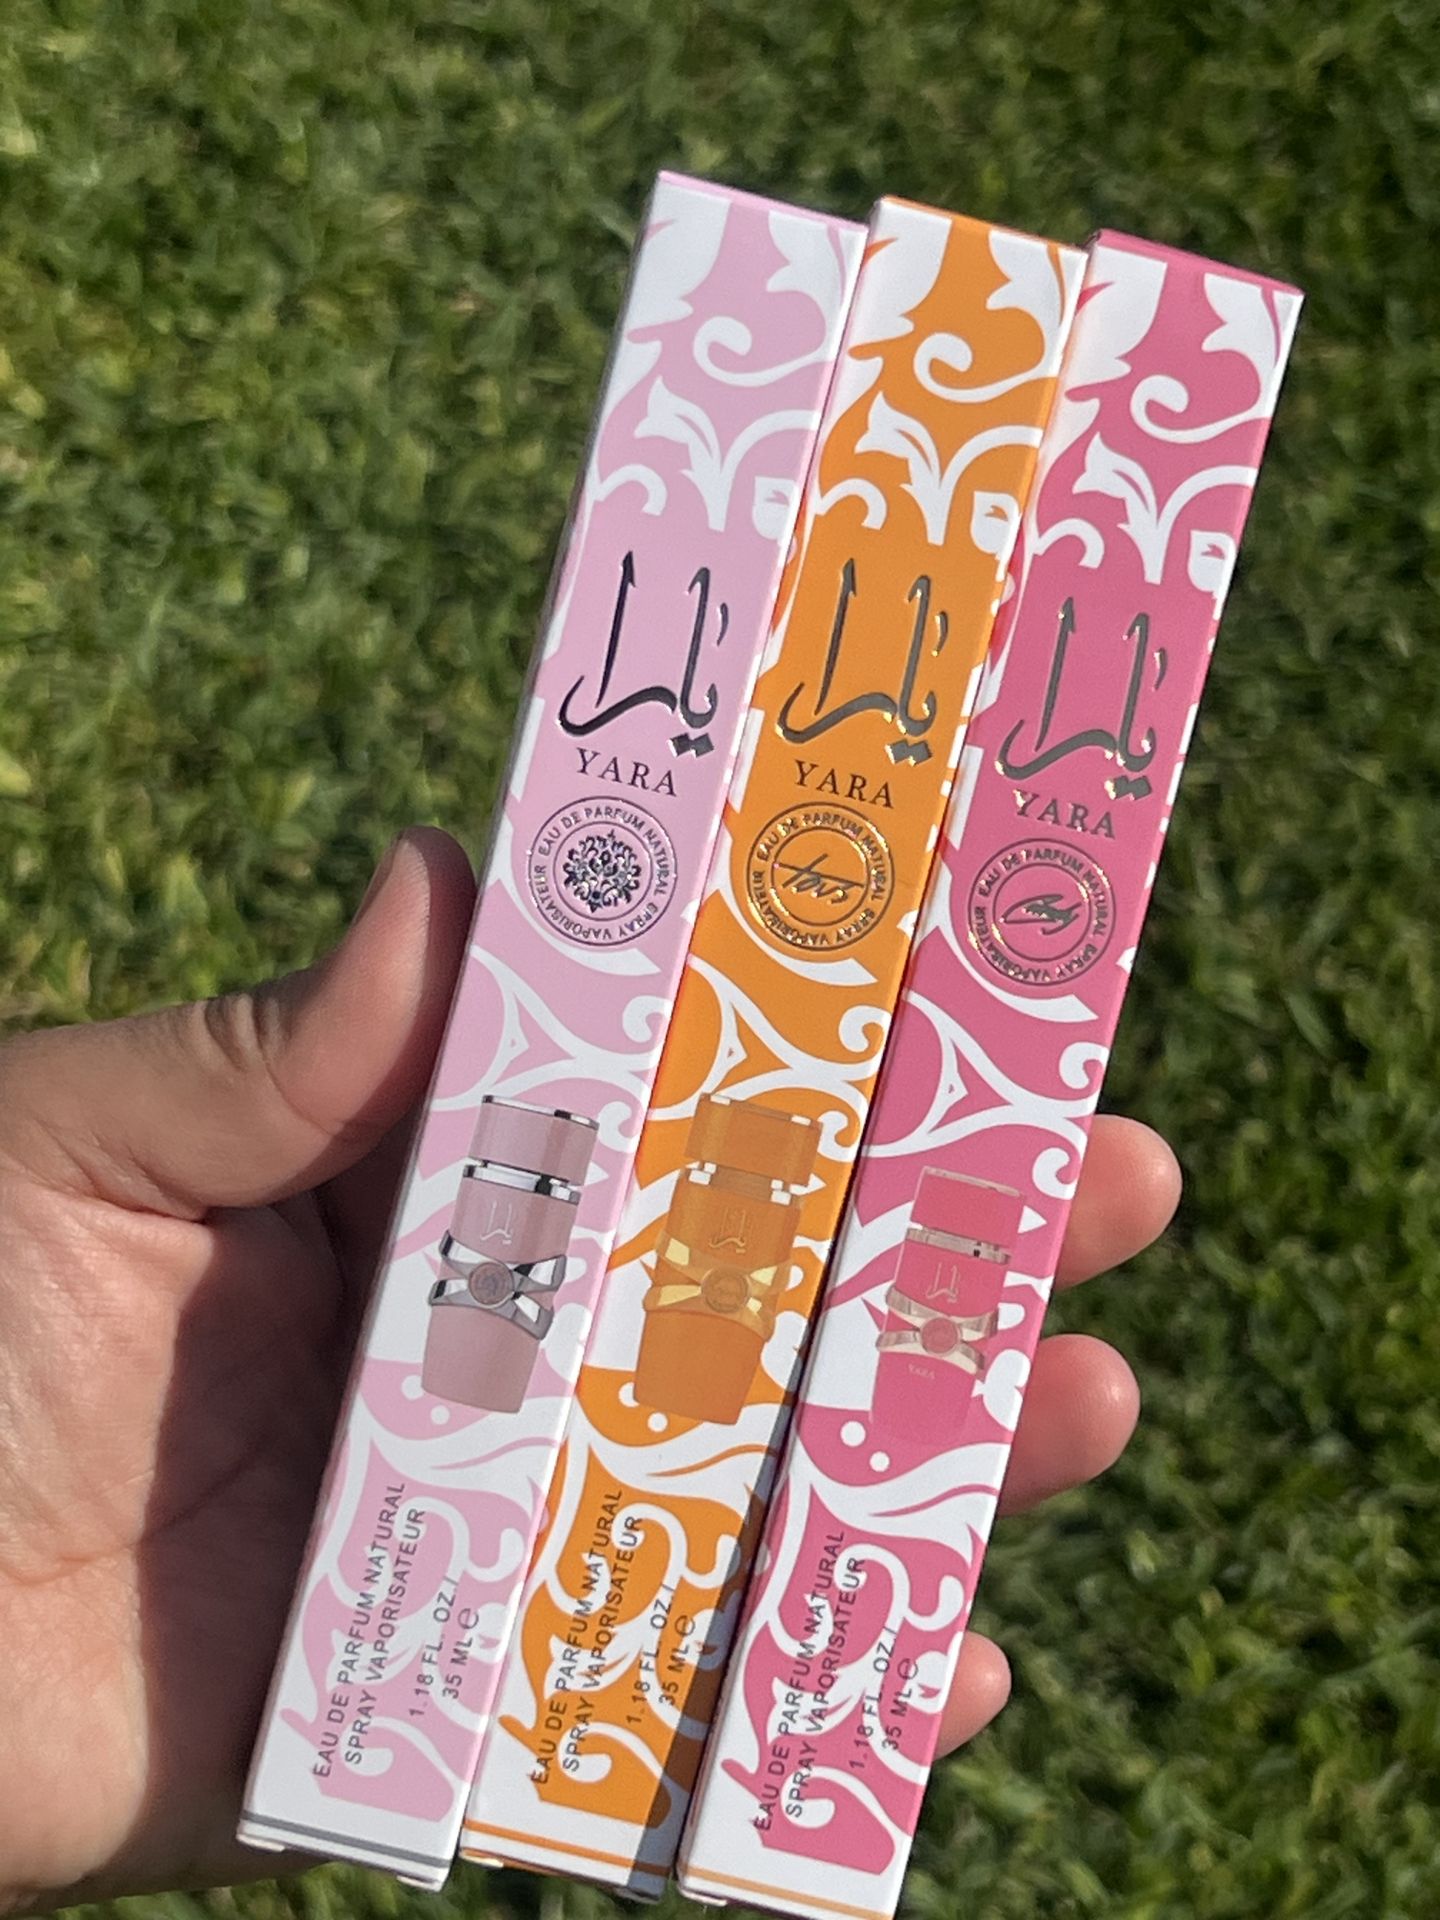 يارا
YARA
EAU DE PARFUM NATURAL SPRAY VAPORISATEUR
EAU DE PARFUM NATURAL
SPRAY VAPORISATEUR
1.18 FL. OZ./
35 ML℮
يارا
YARA
EAU DE PARFUM NATURAL SPRAY VAPORISATEUR
يارا
EAU DE PARFUM NATURAL
SPRAY VAPORISATEUR
1.18 FL. OZ./
35 ML℮
يارا
YARA
EAU DE PARFUM NATURAL SPRAY VAPORISATEUR
يارا
YARA
EAU DE PARFUM NATURAL
SPRAY VAPORISATEUR
1.18 FL. OZ./
35 ML℮